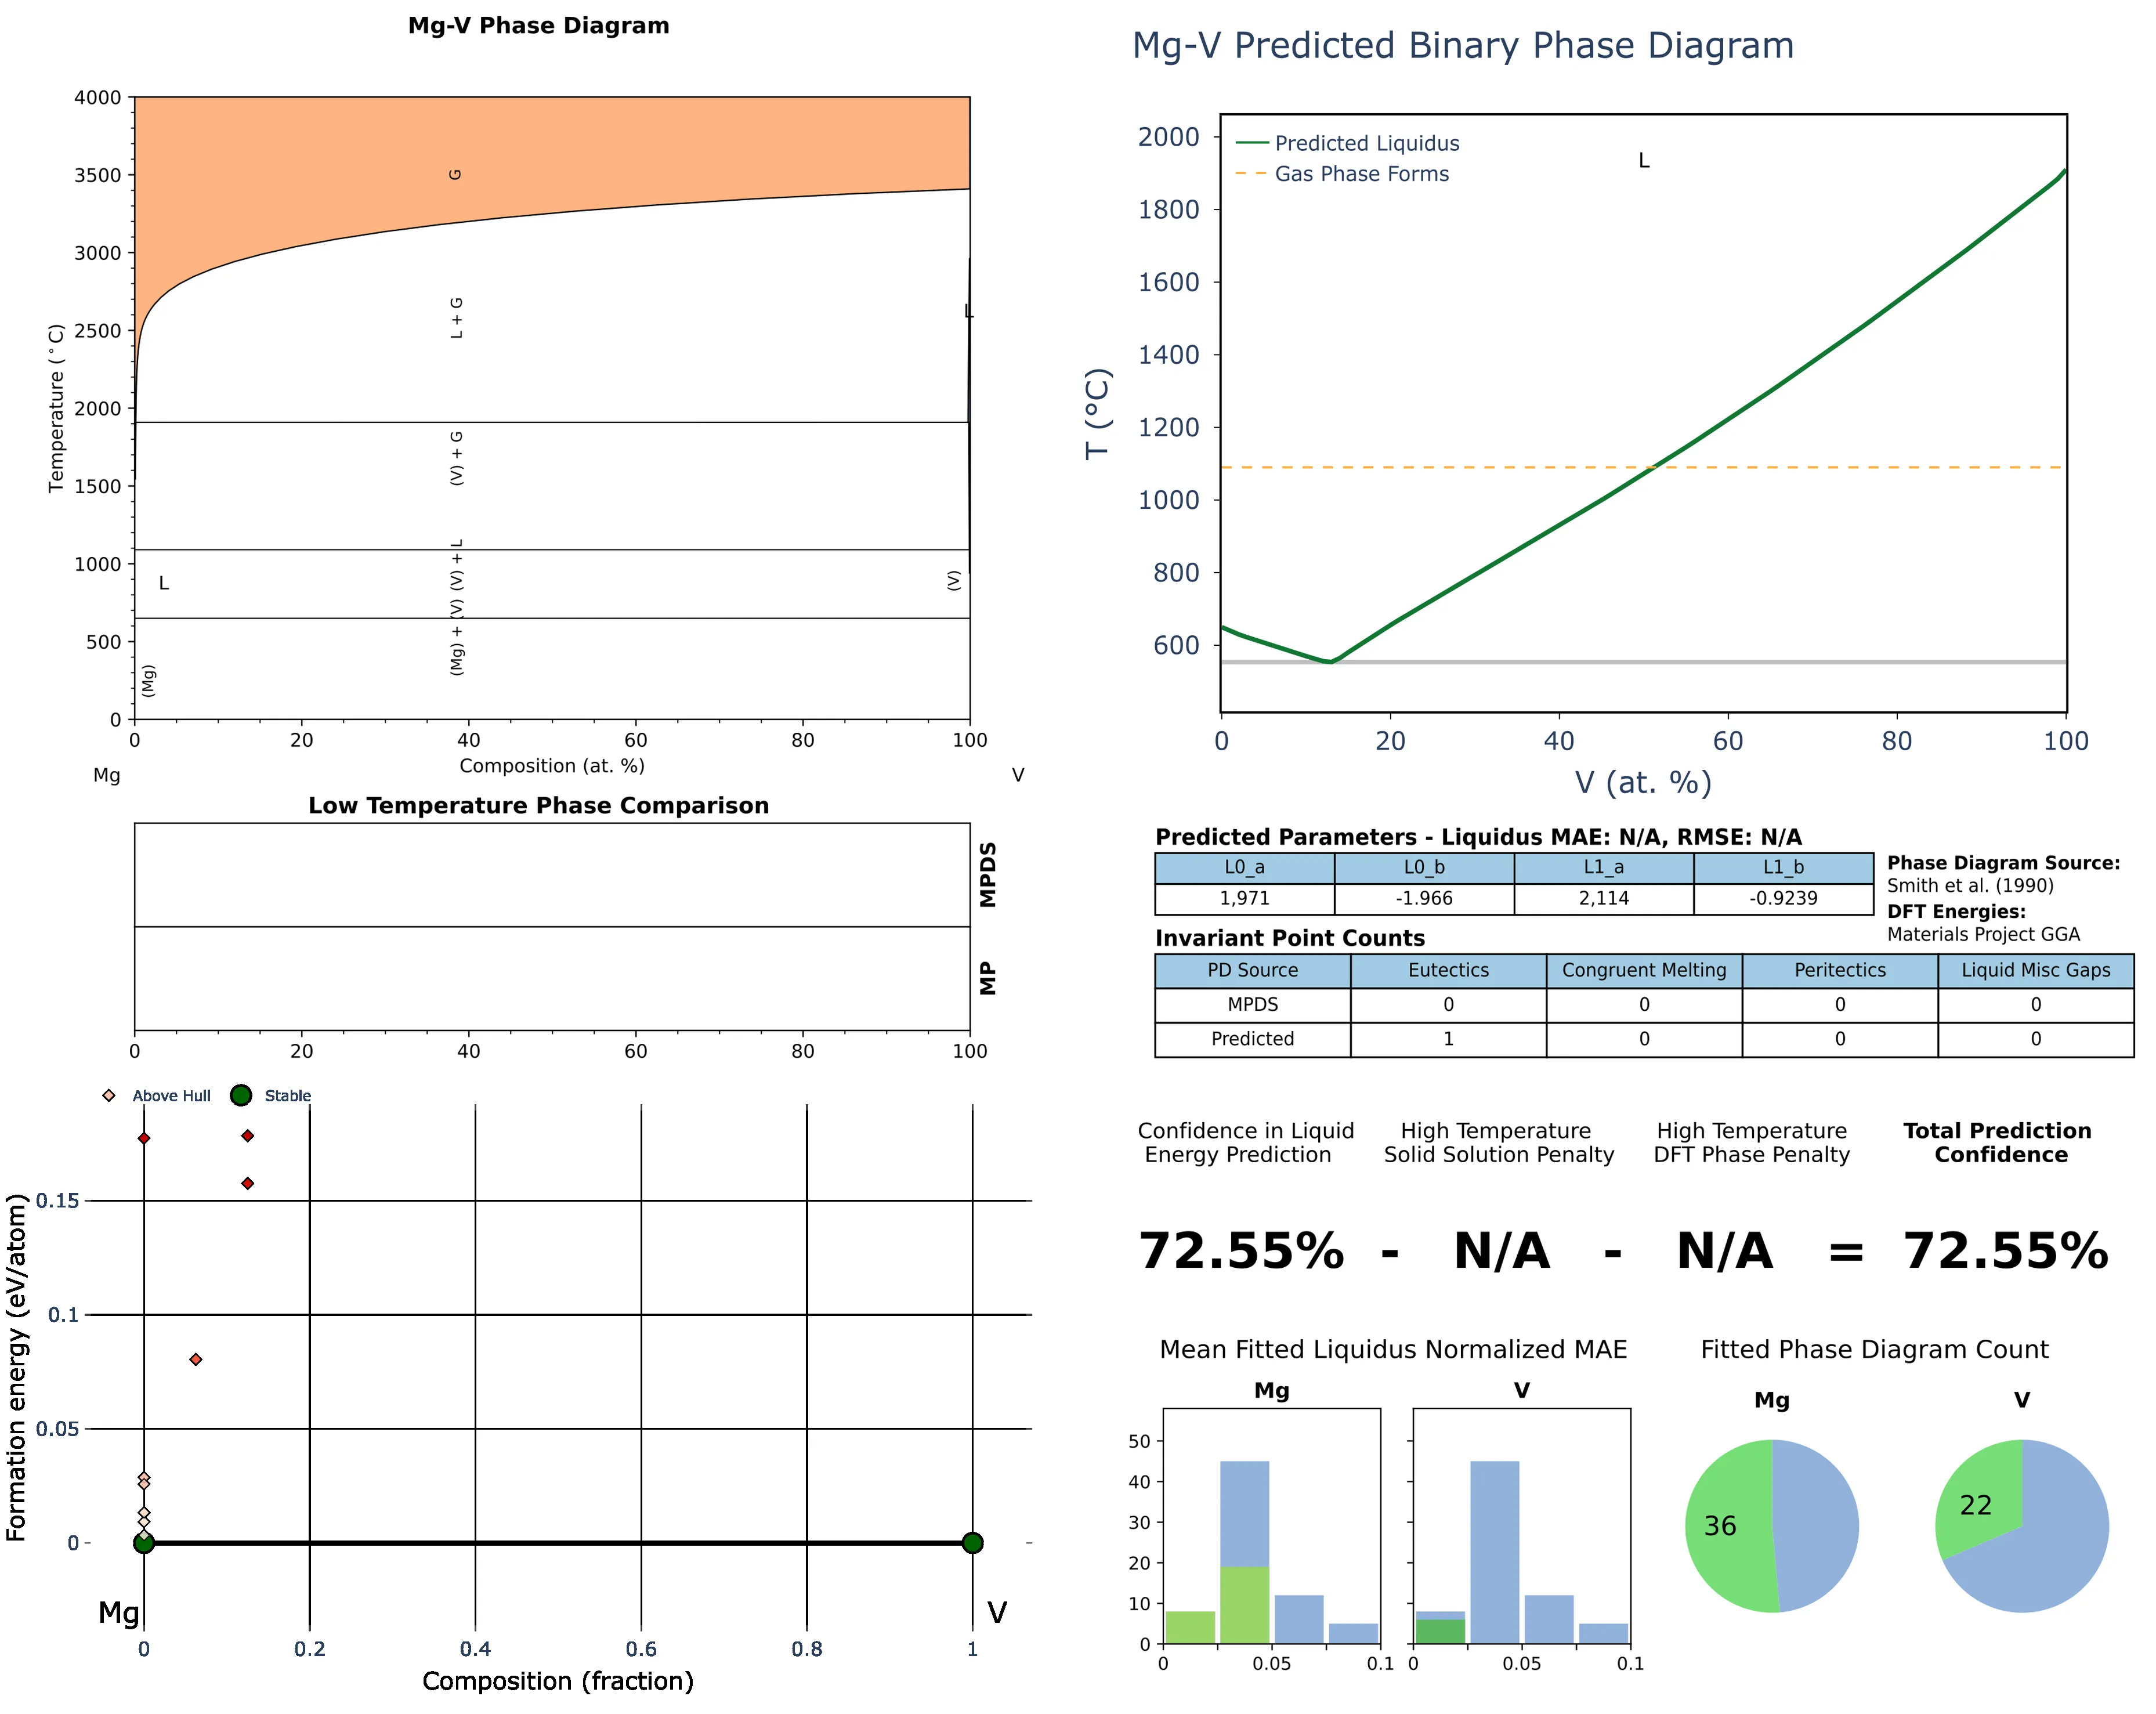 Mg-V Phase Diagram
4000
3500
3000
2500
2000
1500
1000
500
0
Temperature (°C)
G
L + G
L
(V) + G
(V) + L
L
(V)
(Mg) + (V)
(Mg)
0 20 40 60 80 100
Composition (at. %)
Mg V
Low Temperature Phase Comparison
MPDS
MP
0 20 40 60 80 100
Above Hull Stable
0.15
0.1
0.05
0
Formation energy (eV/atom)
Mg V
0 0.2 0.4 0.6 0.8 1
Composition (fraction)
Mg-V Predicted Binary Phase Diagram
Predicted Liquidus
Gas Phase Forms
L
2000
1800
1600
1400
1200
1000
800
600
T (°C)
0 20 40 60 80 100
V (at. %)
Predicted Parameters - Liquidus MAE: N/A, RMSE: N/A
L0_a L0_b L1_a L1_b
1,971 -1.966 2,114 -0.9239
Phase Diagram Source:
Smith et al. (1990)
DFT Energies:
Materials Project GGA
Invariant Point Counts
PD Source Eutectics Congruent Melting Peritectics Liquid Misc Gaps
MPDS 0 0 0 0
Predicted 1 0 0 0
Confidence in Liquid
Energy Prediction
High Temperature
Solid Solution Penalty
High Temperature
DFT Phase Penalty
Total Prediction
Confidence
72.55% - N/A - N/A = 72.55%
Mean Fitted Liquidus Normalized MAE
Mg V
50
40
30
20
10
0
0 0.05 0.1 0 0.05 0.1
Fitted Phase Diagram Count
Mg V
36 22